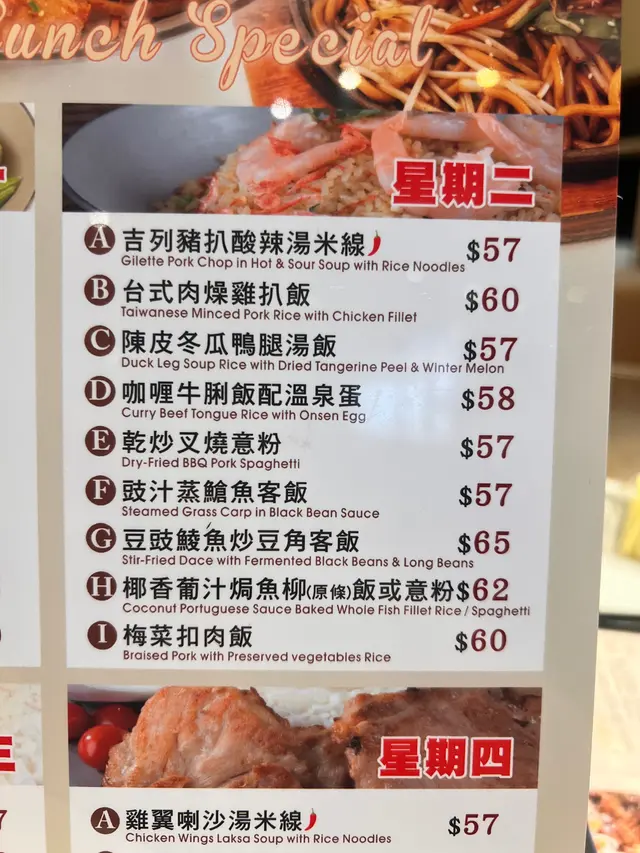 unch Special
星期二
A 吉列豬扒酸辣湯米線 $57
Gilette Pork Chop in Hot & Sour Soup with Rice Noodles
B 台式肉燥雞扒飯 $60
Taiwanese Minced Pork Rice with Chicken Fillet
C 陳皮冬瓜鴨腿湯飯 $57
Duck Leg Soup Rice with Dried Tangerine Peel & Winter Melon
D 咖喱牛脷飯配溫泉蛋 $58
Curry Beef Tongue Rice with Onsen Egg
E 乾炒叉燒意粉 $57
Dry-Fried BBQ Pork Spaghetti
F 豉汁蒸鯇魚客飯 $57
Steamed Grass Carp in Black Bean Sauce
G 豆豉鯪魚炒豆角客飯 $65
Stir-Fried Dace with Fermented Black Beans & Long Beans
H 椰香葡汁焗魚柳(原條)飯或意粉 $62
Coconut Portuguese Sauce Baked Whole Fish Fillet Rice / Spaghetti
I 梅菜扣肉飯 $60
Braised Pork with Preserved vegetables Rice
星期四
A 雞翼喇沙湯米線 $57
Chicken Wings Laksa Soup with Rice Noodles